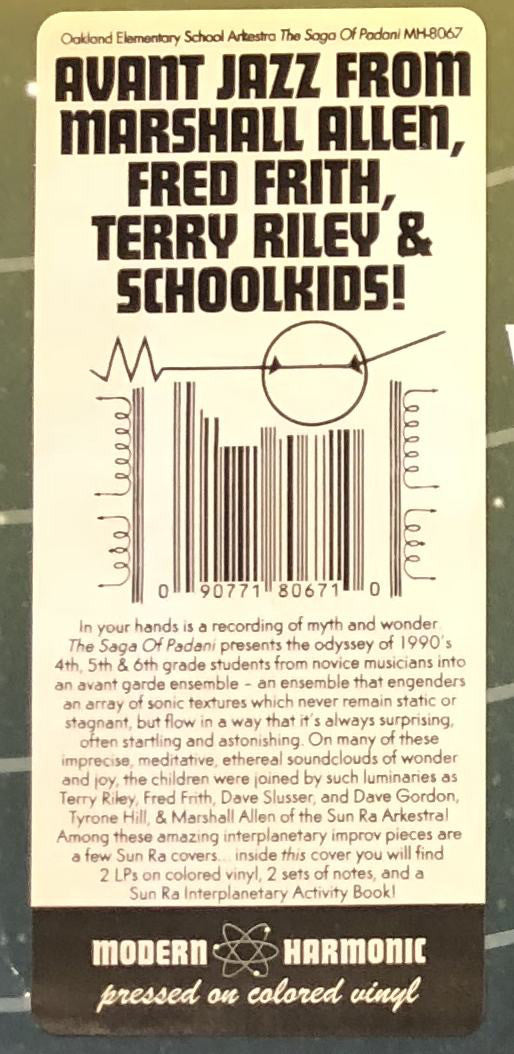 Oakland Elementary School Arkestra The Saga Of Padani MH-8067
AVANT JAZZ FROM
MARSHALL ALLEN,
FRED FRITH,
TERRY RILEY &
SCHOOLKIDS!
0 90771 80671 0
In your hands is a recording of myth and wonder.
The Saga Of Padani presents the odyssey of 1990's
4th, 5th & 6th grade students from novice musicians into
an avant garde ensemble – an ensemble that engenders
an array of sonic textures which never remain static or
stagnant, but flow in a way that it's always surprising,
often startling and astonishing. On many of these
imprecise, meditative, ethereal soundclouds of wonder
and joy, the children were joined by such luminaries as
Terry Riley, Fred Frith, Dave Slusser, and Dave Gordon,
Tyrone Hill, & Marshall Allen of the Sun Ra Arkestra!
Among these amazing interplanetary improv pieces are
a few Sun Ra covers... inside this cover you will find
2 LPs on colored vinyl, 2 sets of notes, and a
Sun Ra Interplanetary Activity Book!
MODERN HARMONIC
pressed on colored vinyl